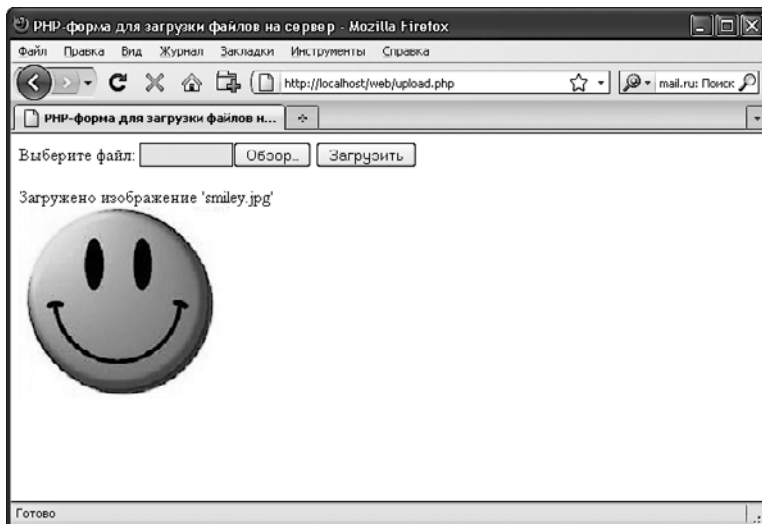 PHP-форма для загрузки файлов на сервер - Mozilla Firefox
Файл Правка Вид Журнал Закладки Инструменты Справка
http://localhost/web/upload.php mail.ru: Поиск
PHP-форма для загрузки файлов н...
Выберите файл: Обзор... Загрузить
Загружено изображение 'smiley.jpg'
Готово